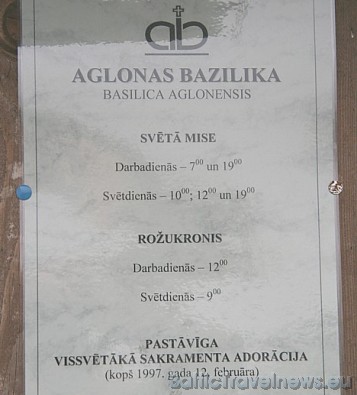 ab
AGLONAS BAZILIKA
BASILICA AGLONENSIS
SVĒTĀ MISE
Darbadienās – 7⁰⁰ un 19⁰⁰
Svētdienās – 10⁰⁰; 12⁰⁰ un 19⁰⁰
ROŽUKRONIS
Darbadienās – 12⁰⁰
Svētdienās – 9⁰⁰
PASTĀVĪGA
VISSVĒTĀKĀ SAKRAMENTA ADORĀCIJA
(kopš 1997. gada 12. februāra)
BalticTravelnews.eu